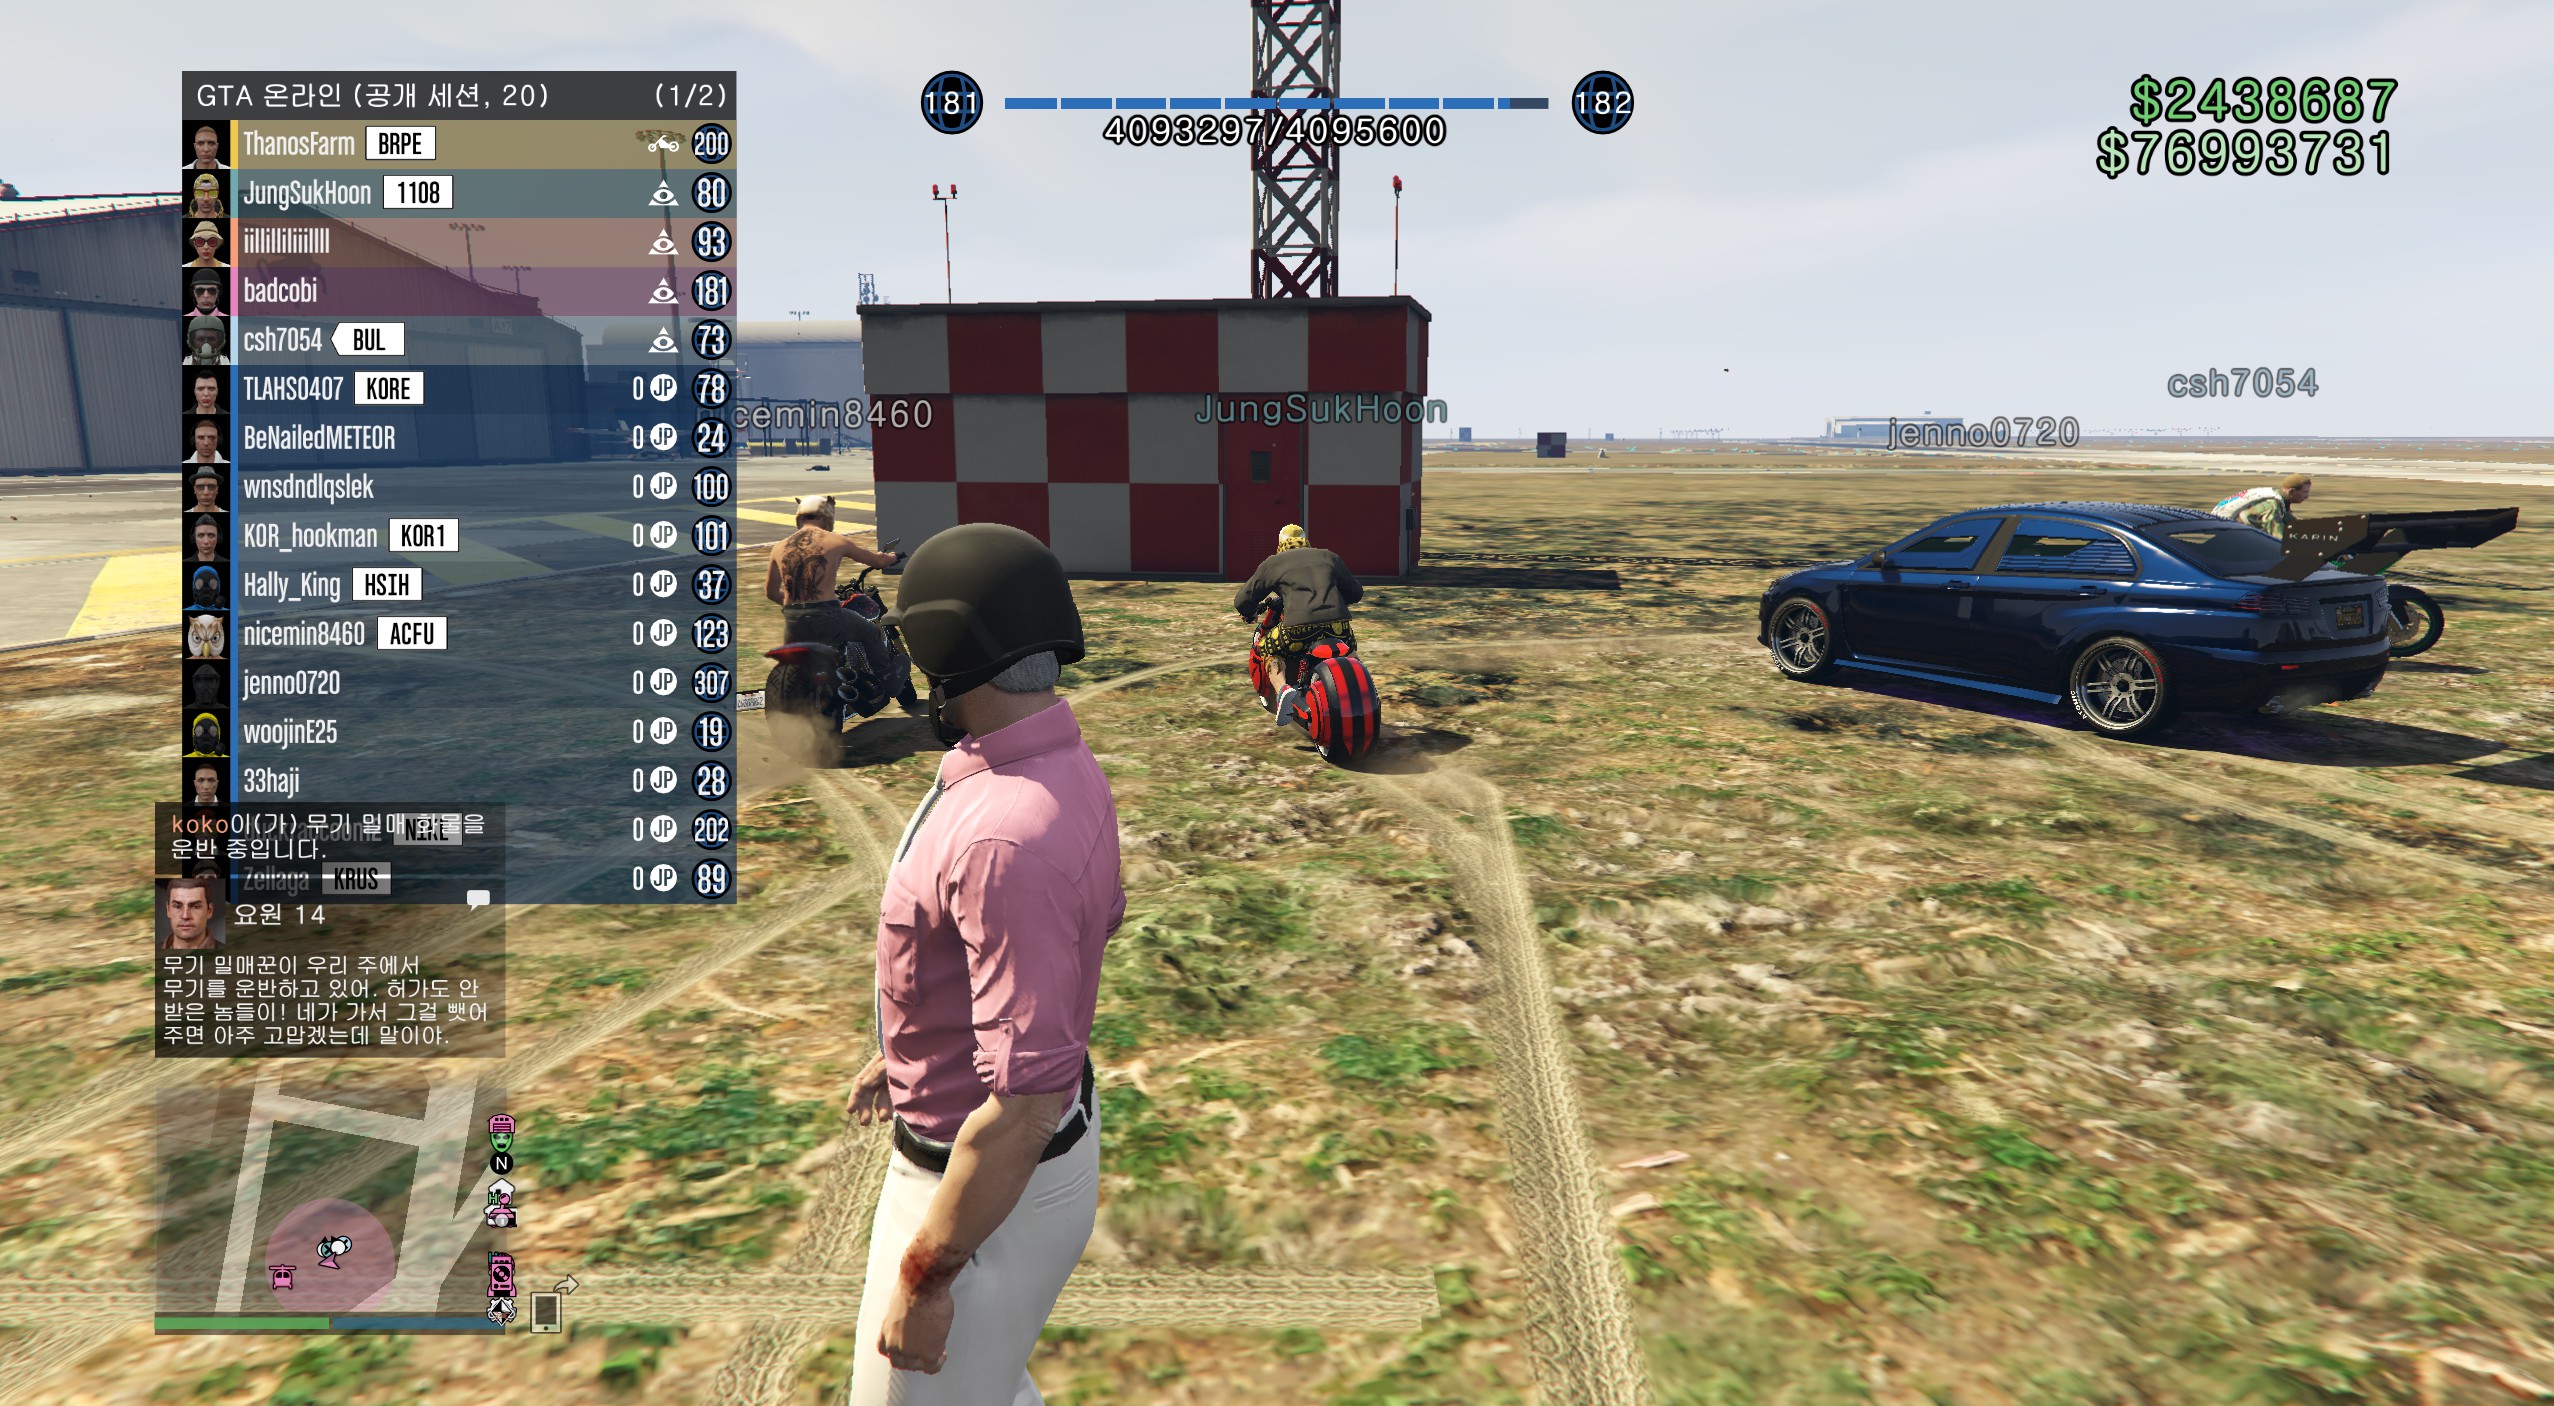 GTA 온라인 (공개 세션, 20) (1/2)
ThanosFarm BRPE 200
JungSukHoon 1108 80
93
badcobi 181
csh7054 BUL 73
TLAHS0407 KORE 0 JP 78
BeNailedMETEOR 0 JP 24
wnsdndlqslek 0 JP 100
KOR_hookman KOR1 0 JP 101
Hally_King HSIH 0 JP 37
nicemin8460 ACFU 0 JP 123
jenno0720 0 JP 307
woojinE25 0 JP 19
33haji 0 JP 28
NIKE 0 JP 202
Zellaga KRUS 0 JP 89
koko이(가) 무기 밀매 화물을
운반 중입니다.
요원 14
무기 밀매꾼이 우리 주에서
무기를 운반하고 있어. 허가도 안
받은 놈들이! 네가 가서 그걸 뺏어
주면 아주 고맙겠는데 말이야.
N
181 182
4093297/4095600
$2438687
$76993731
nicemin8460
JungSukHoon
jenno0720
csh7054
KARIN